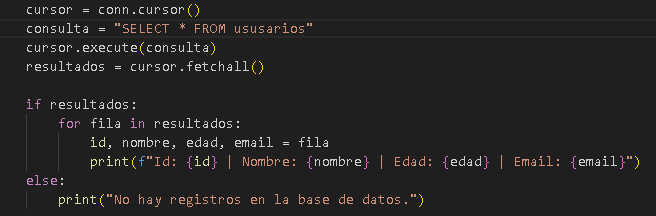 cursor = conn.cursor()
consulta = "SELECT * FROM ususarios"
cursor.execute(consulta)
resultados = cursor.fetchall()

if resultados:
    for fila in resultados:
        id, nombre, edad, email = fila
        print(f"Id: {id} | Nombre: {nombre} | Edad: {edad} | Email: {email}")
else:
    print("No hay registros en la base de datos.")